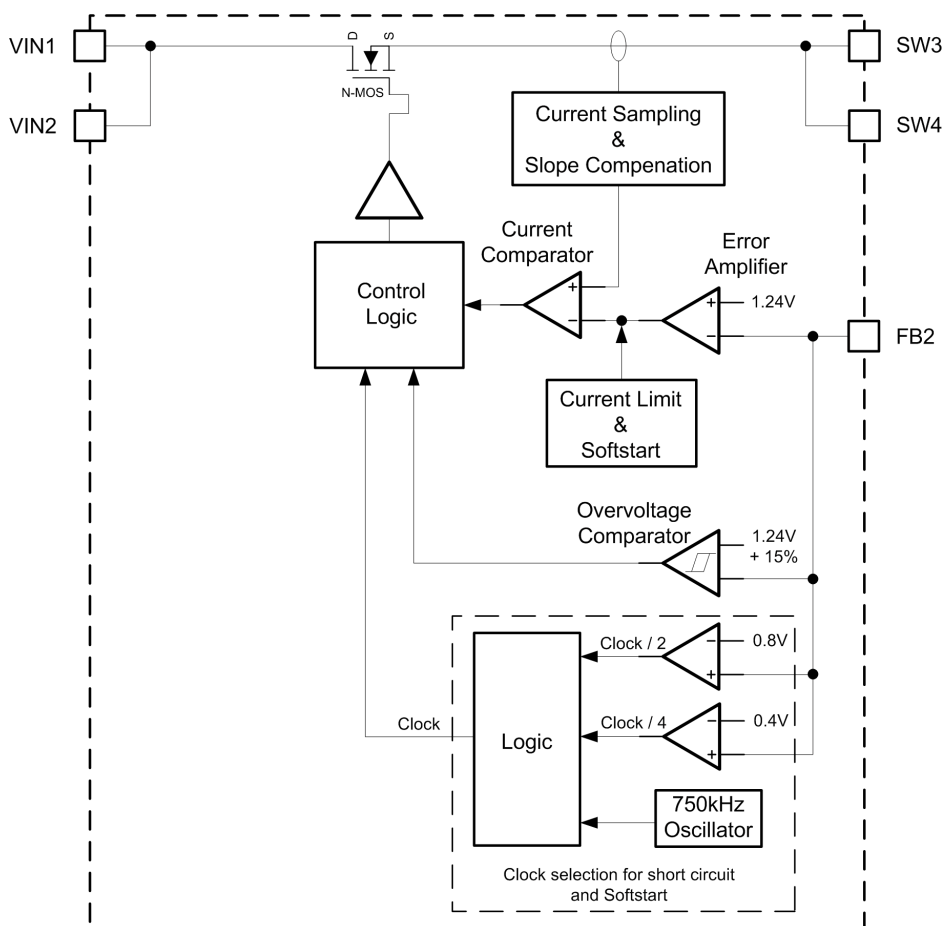 VIN1
D
S
SW3
N-MOS
VIN2
SW4
Current Sampling
&
Slope Compenation
Current
Comparator
Error
Amplifier
Control
Logic
+
−
+
1.24V
−
FB2
Current Limit
&
Softstart
Overvoltage
Comparator
1.24V
+ 15%
Clock / 2
−
0.8V
+
Clock
Logic
Clock / 4
−
0.4V
+
750kHz
Oscillator
Clock selection for short circuit
and Softstart